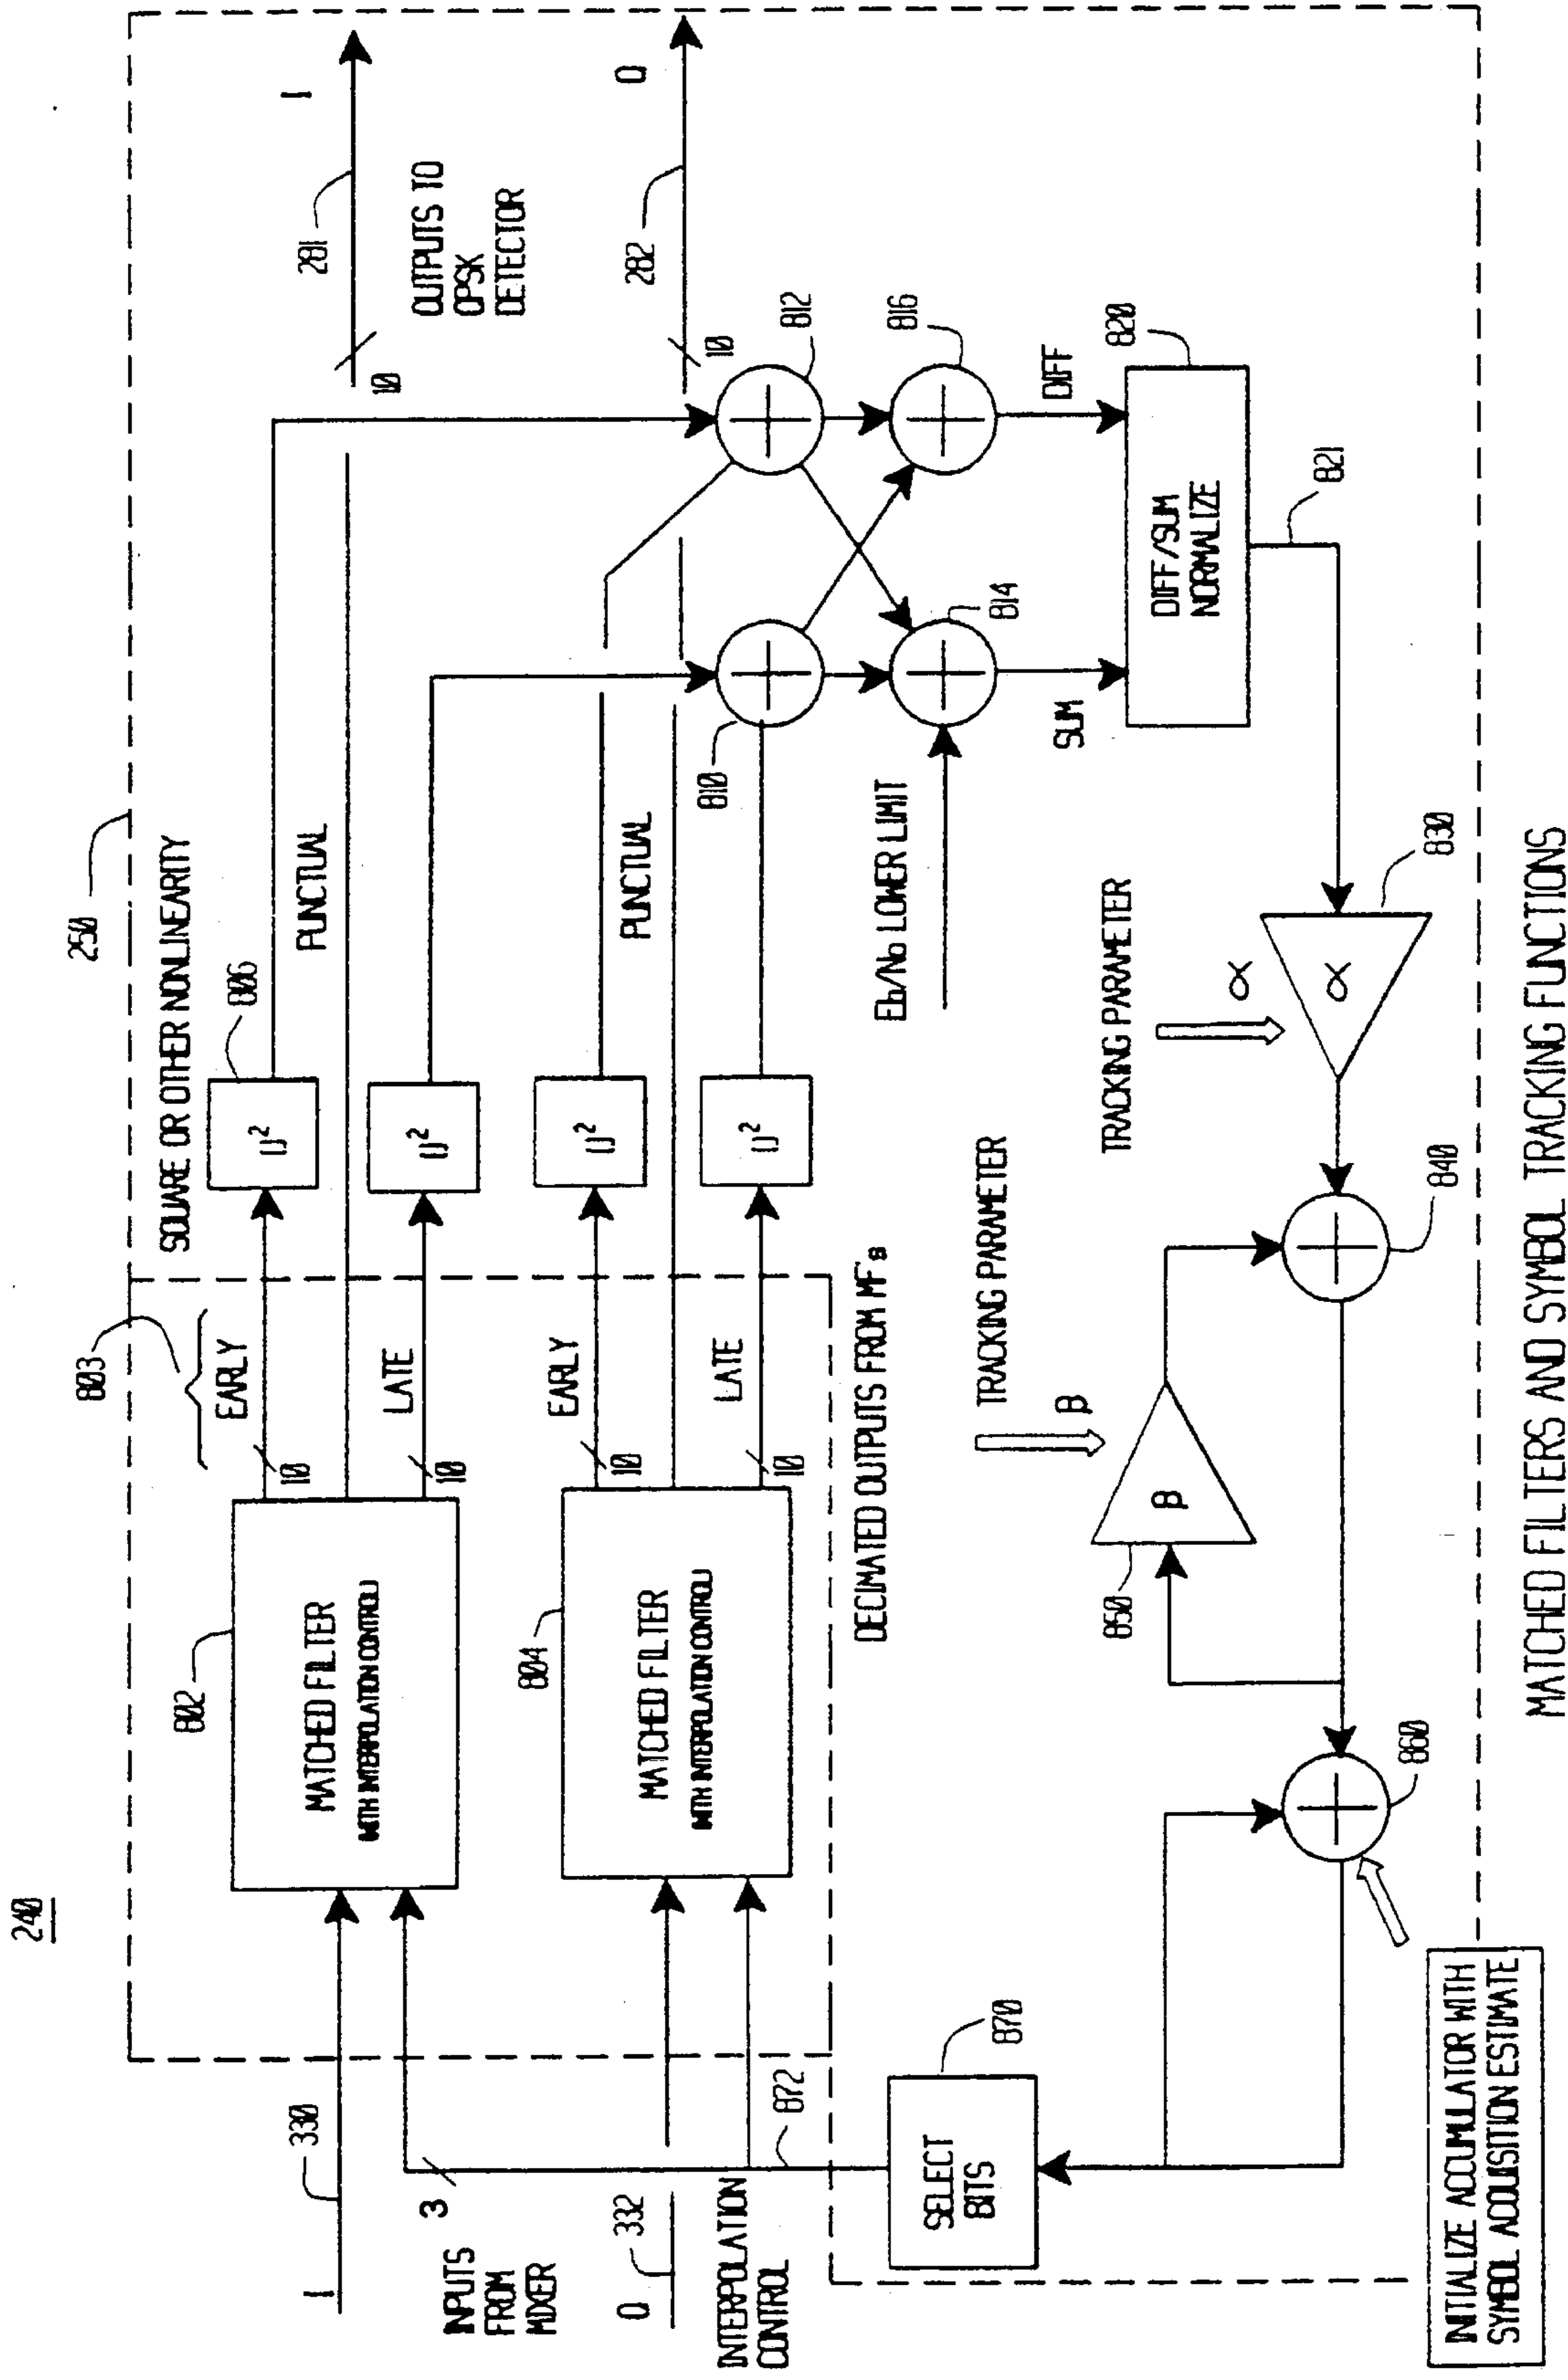 240
250
803
SQUARE OR OTHER NONLINEARITY
I
330
802
MATCHED FILTER
WITH INTERPOLATION CONTROL)
EARLY
10
806
()²
PUNCTUAL
281
I
10
LATE
10
()²
OUTPUTS TO
QPSK
DETECTOR
3
INPUTS
FROM
MIXER
Q
332
804
MATCHED FILTER
WITH INTERPOLATION CONTROL)
EARLY
10
()²
PUNCTUAL
282
Q
10
LATE
10
()²
INTERPOLATION
CONTROL
872
DECIMATED OUTPUTS FROM MFs
810
812
Eb/No LOWER LIMIT
814
816
SELECT
BITS
870
SUM
DIFF
TRACKING PARAMETER
β
850
β
TRACKING PARAMETER
α
DIFF/SUM
NORMALIZE
820
821
α
830
840
860
INITIALIZE ACCUMULATOR WITH
SYMBOL ACQUISITION ESTIMATE
MATCHED FILTERS AND SYMBOL TRACKING FUNCTIONS